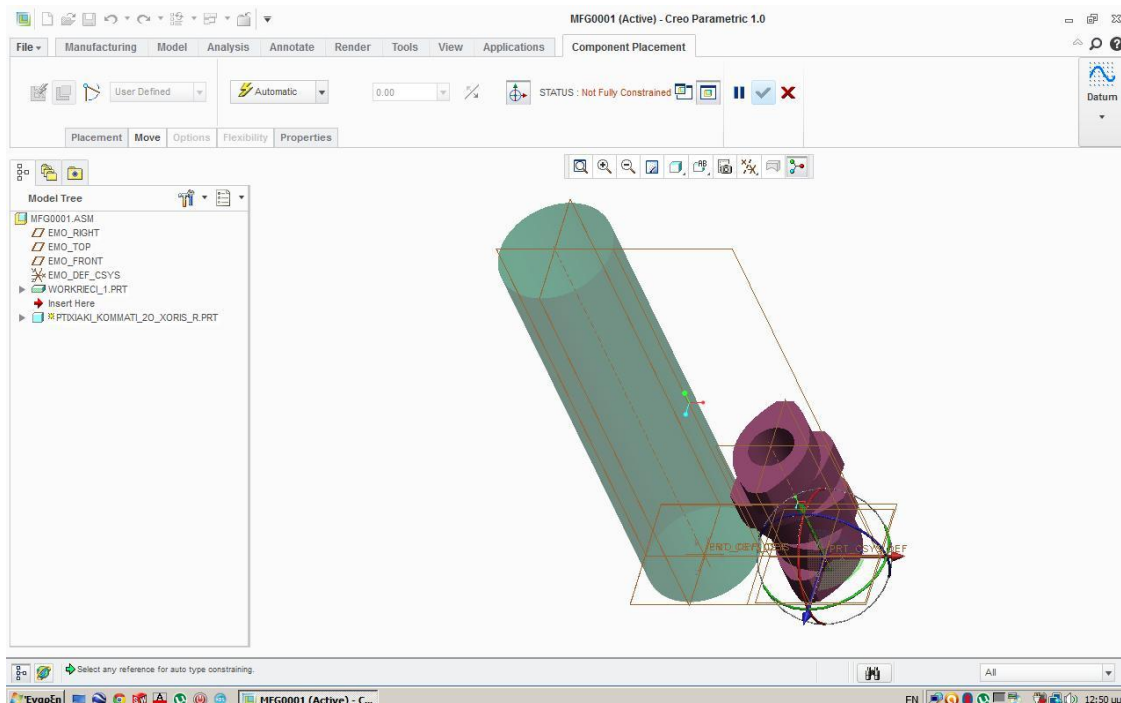 MFG0001 (Active) - Creo Parametric 1.0
File Manufacturing Model Analysis Annotate Render Tools View Applications Component Placement
User Defined Automatic 0.00 STATUS : Not Fully Constrained
Datum
Placement Move Options Flexibility Properties
Model Tree
MFG0001.ASM
EMO_RIGHT
EMO_TOP
EMO_FRONT
EMO_DEF_CSYS
WORKRIECI_1.PRT
Insert Here
PTIXIAKI_KOMMATI_2O_XORIS_R.PRT
PRT_CSYS_DEF
Select any reference for auto type constraining.
All
MFG0001 (Active) - C...
EN
12:50 μμ